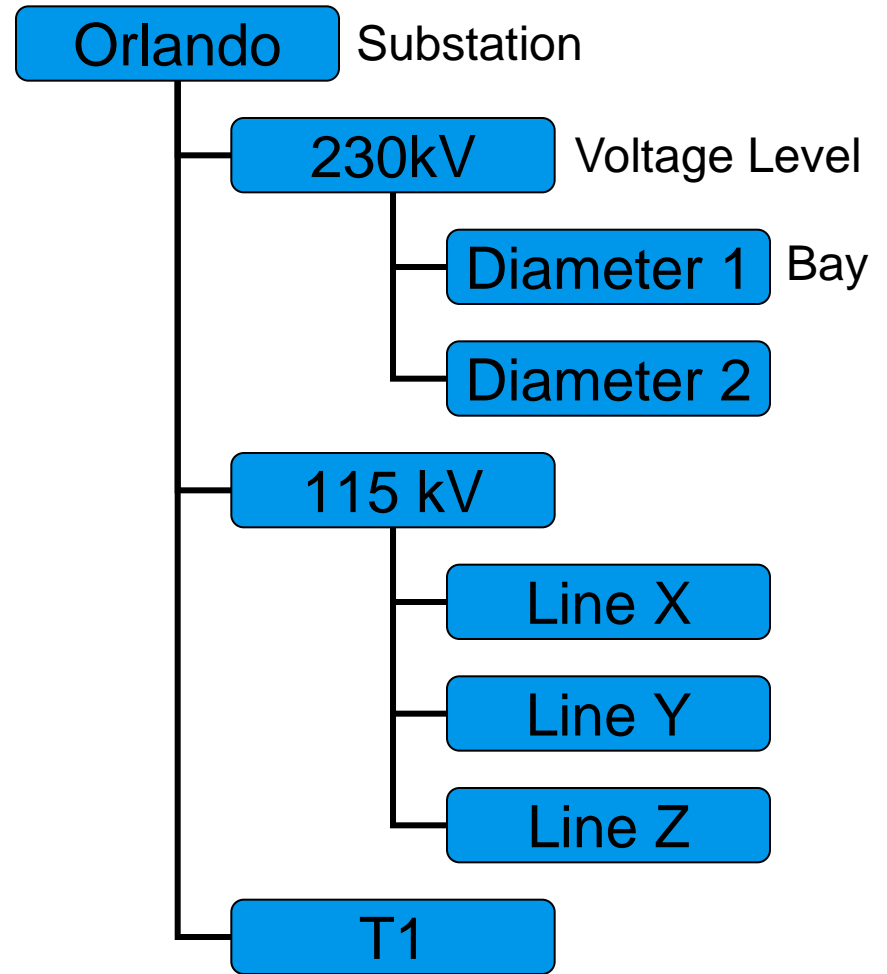 Orlando Substation
230kV Voltage Level
Diameter 1 Bay
Diameter 2
115 kV
Line X
Line Y
Line Z
T1